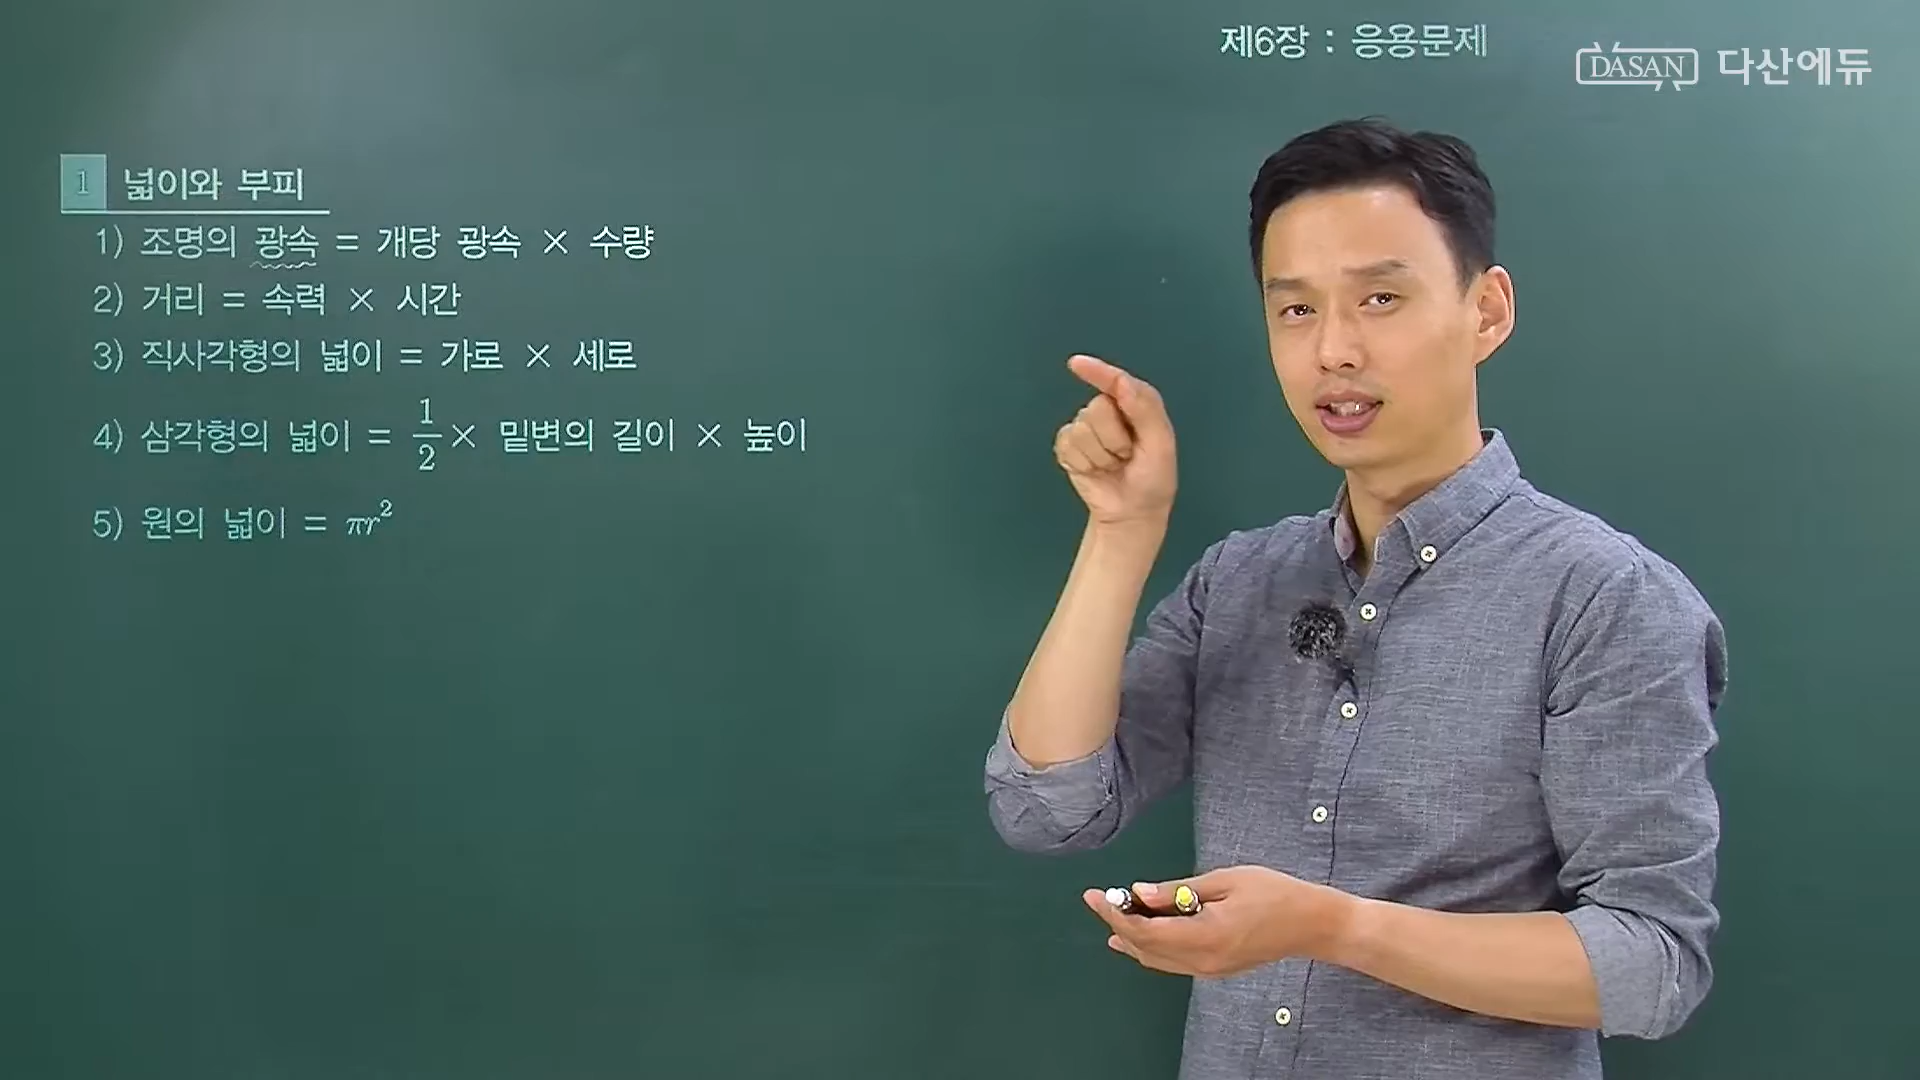 제6장 : 응용문제
DASAN 다산에듀
1 넓이와 부피
1) 조명의 광속 = 개당 광속 × 수량
2) 거리 = 속력 × 시간
3) 직사각형의 넓이 = 가로 × 세로
4) 삼각형의 넓이 = 1/2 × 밑변의 길이 × 높이
5) 원의 넓이 = πr²